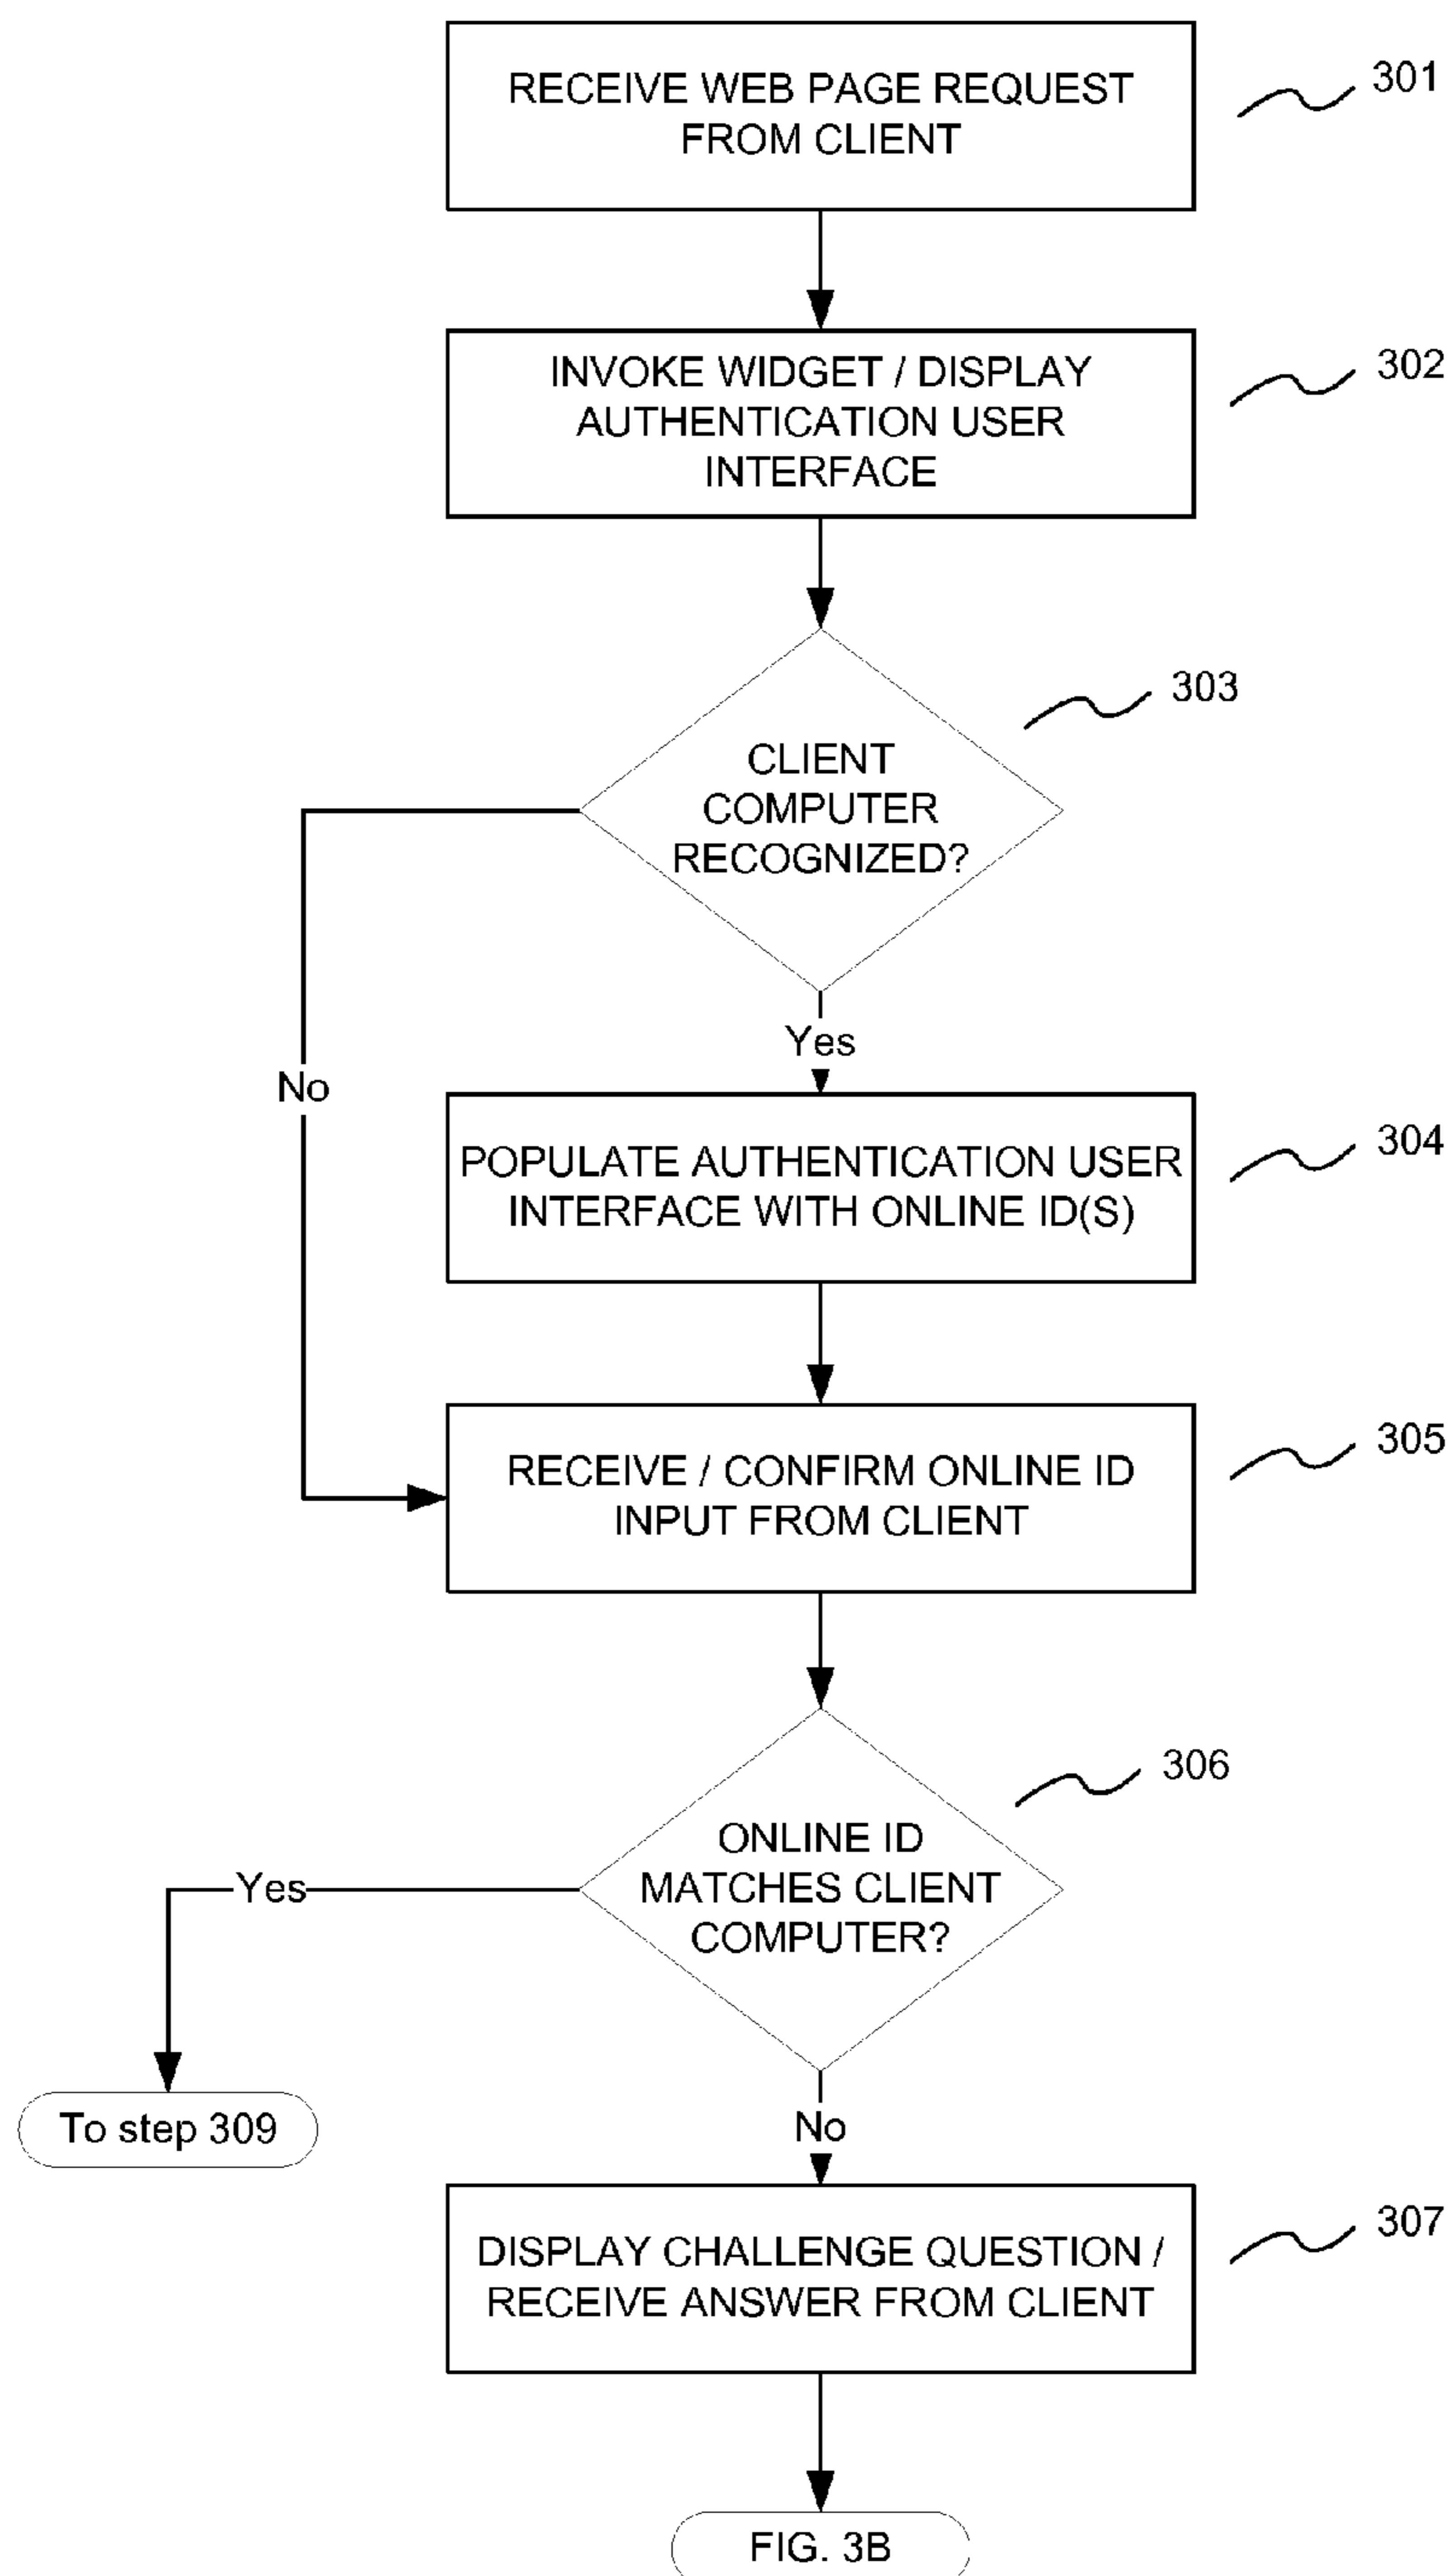 RECEIVE WEB PAGE REQUEST
FROM CLIENT
301
INVOKE WIDGET / DISPLAY
AUTHENTICATION USER
INTERFACE
302
CLIENT
COMPUTER
RECOGNIZED?
303
Yes
No
POPULATE AUTHENTICATION USER
INTERFACE WITH ONLINE ID(S)
304
RECEIVE / CONFIRM ONLINE ID
INPUT FROM CLIENT
305
ONLINE ID
MATCHES CLIENT
COMPUTER?
306
Yes
To step 309
No
DISPLAY CHALLENGE QUESTION /
RECEIVE ANSWER FROM CLIENT
307
FIG. 3B